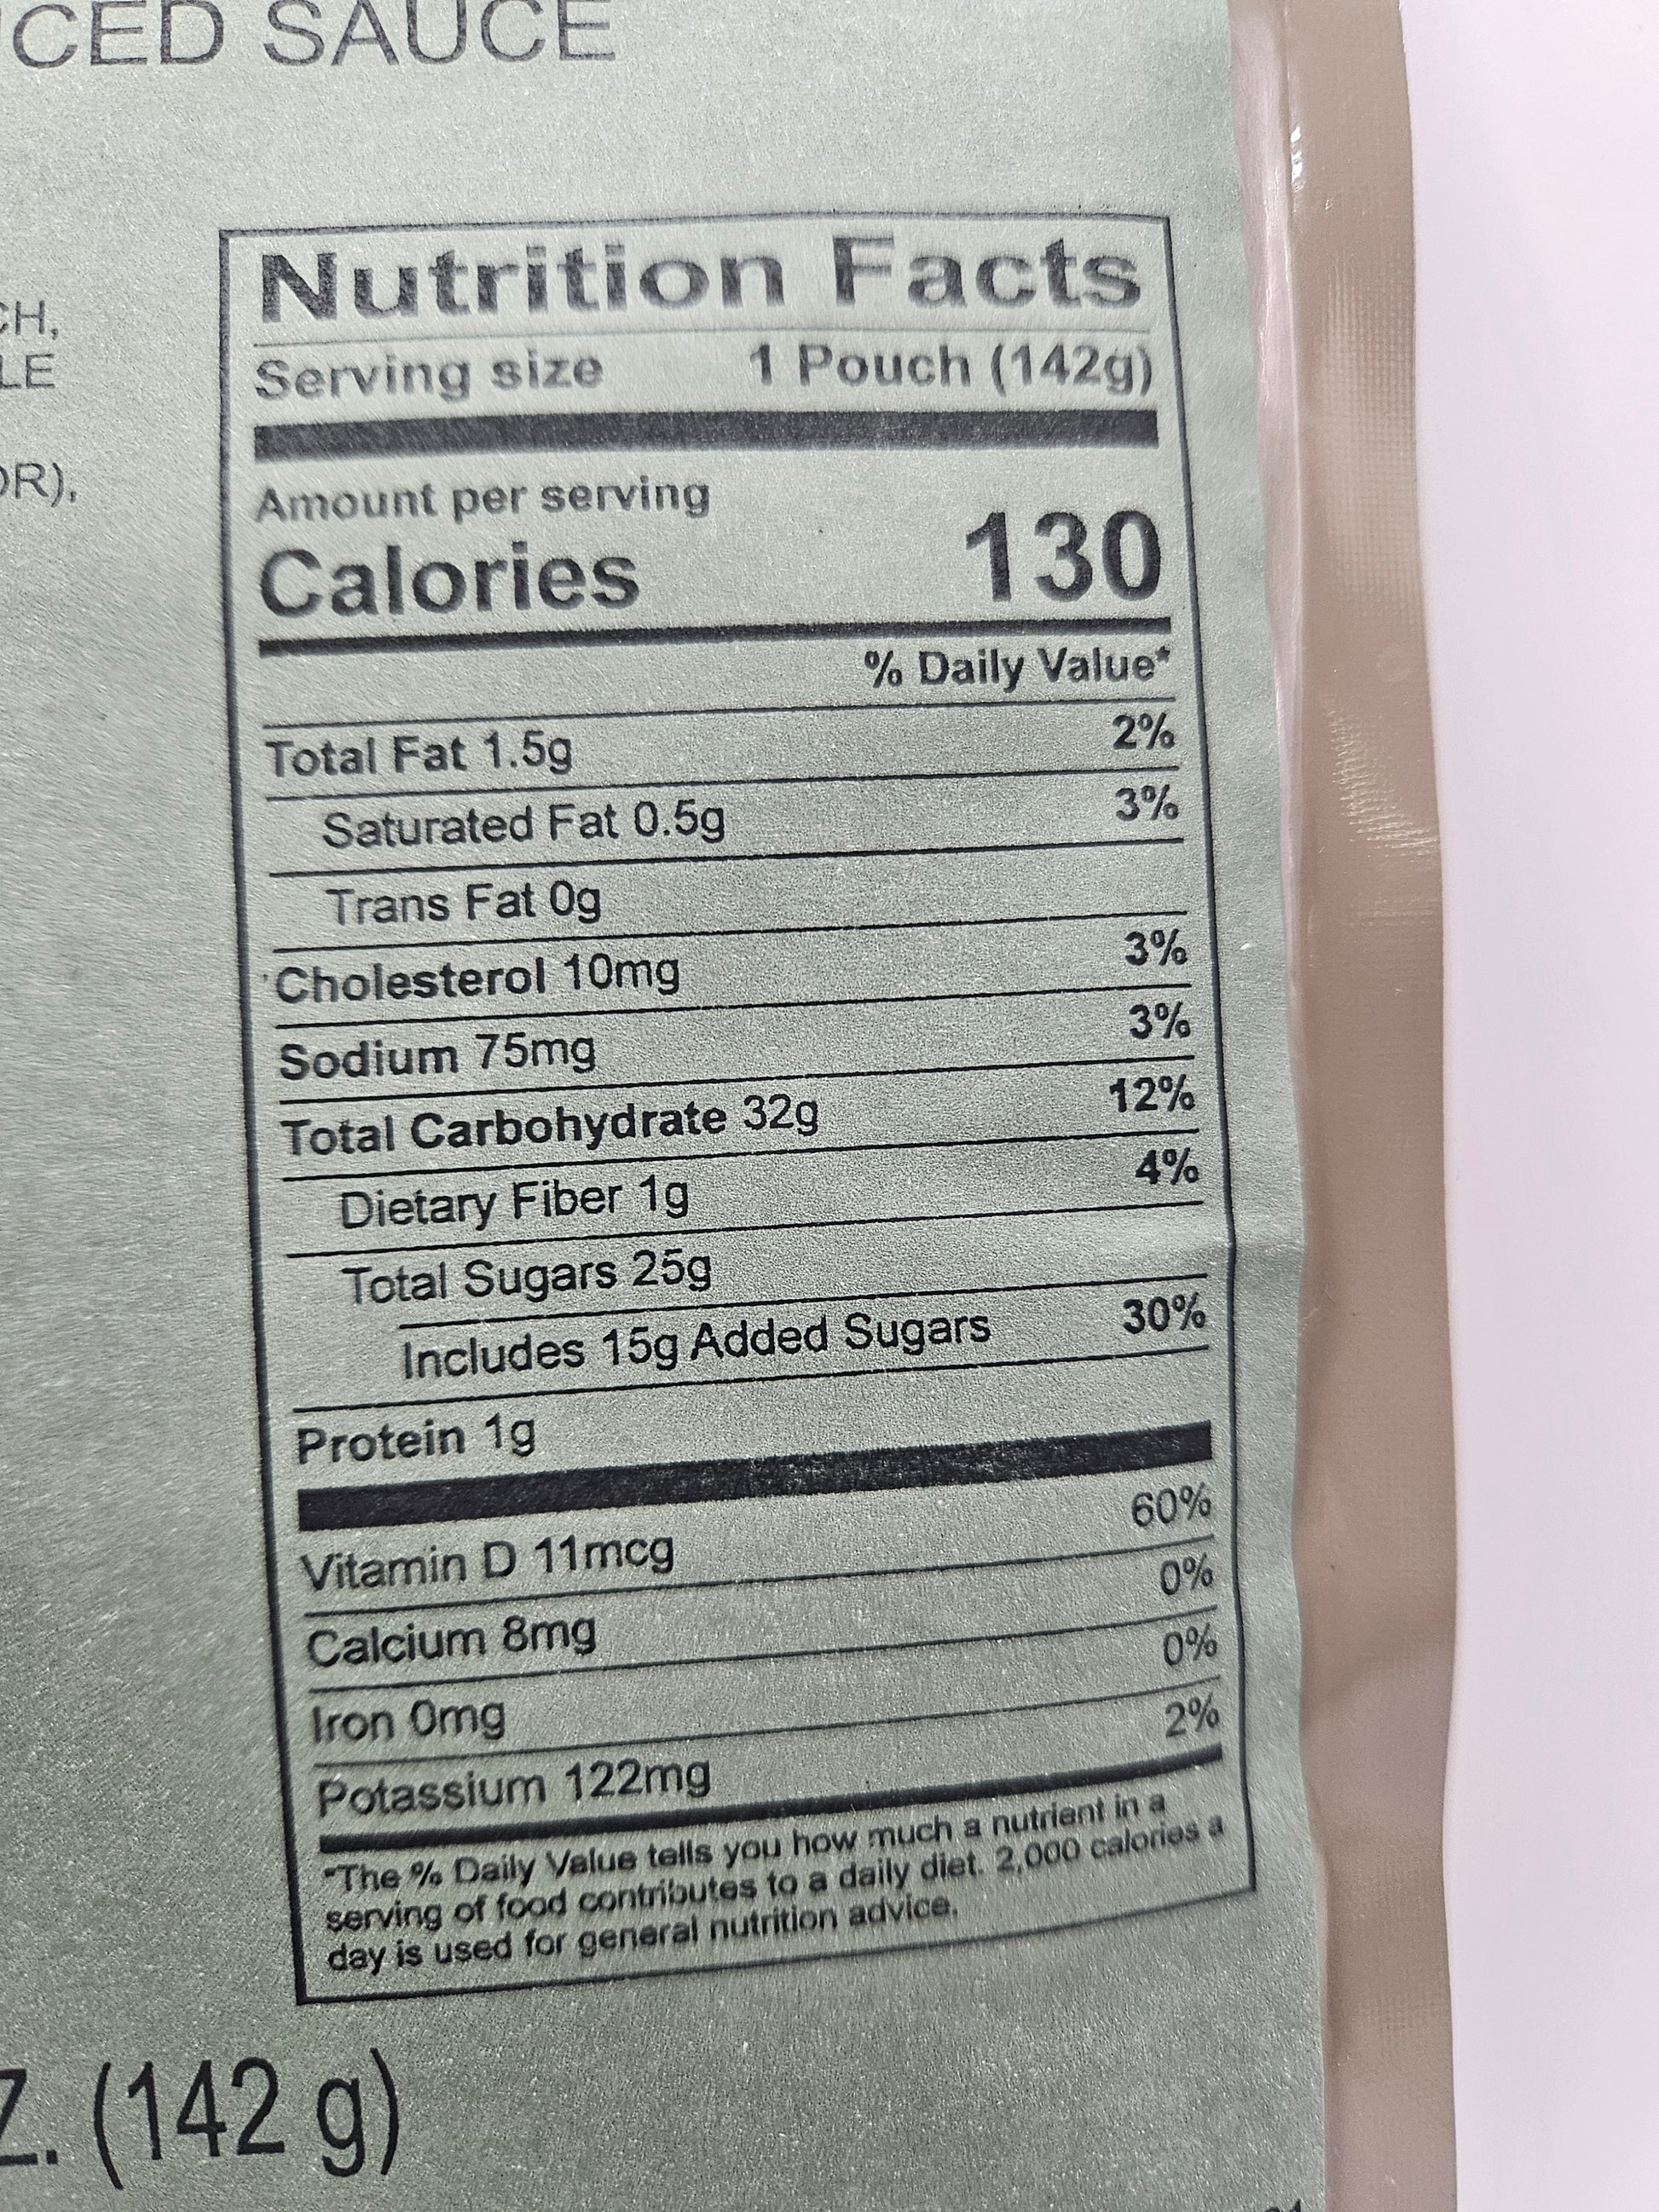 CED SAUCE
CH,
LE
OR),
Nutrition Facts
Serving size 1 Pouch (142g)
Amount per serving
Calories 130
% Daily Value*
Total Fat 1.5g 2%
Saturated Fat 0.5g 3%
Trans Fat 0g
Cholesterol 10mg 3%
Sodium 75mg 3%
Total Carbohydrate 32g 12%
Dietary Fiber 1g 4%
Total Sugars 25g
Includes 15g Added Sugars 30%
Protein 1g
Vitamin D 11mcg 60%
Calcium 8mg 0%
Iron 0mg 0%
Potassium 122mg 2%
*The % Daily Value tells you how much a nutrient in a
serving of food contributes to a daily diet. 2,000 calories a
day is used for general nutrition advice.
Z. (142 g)